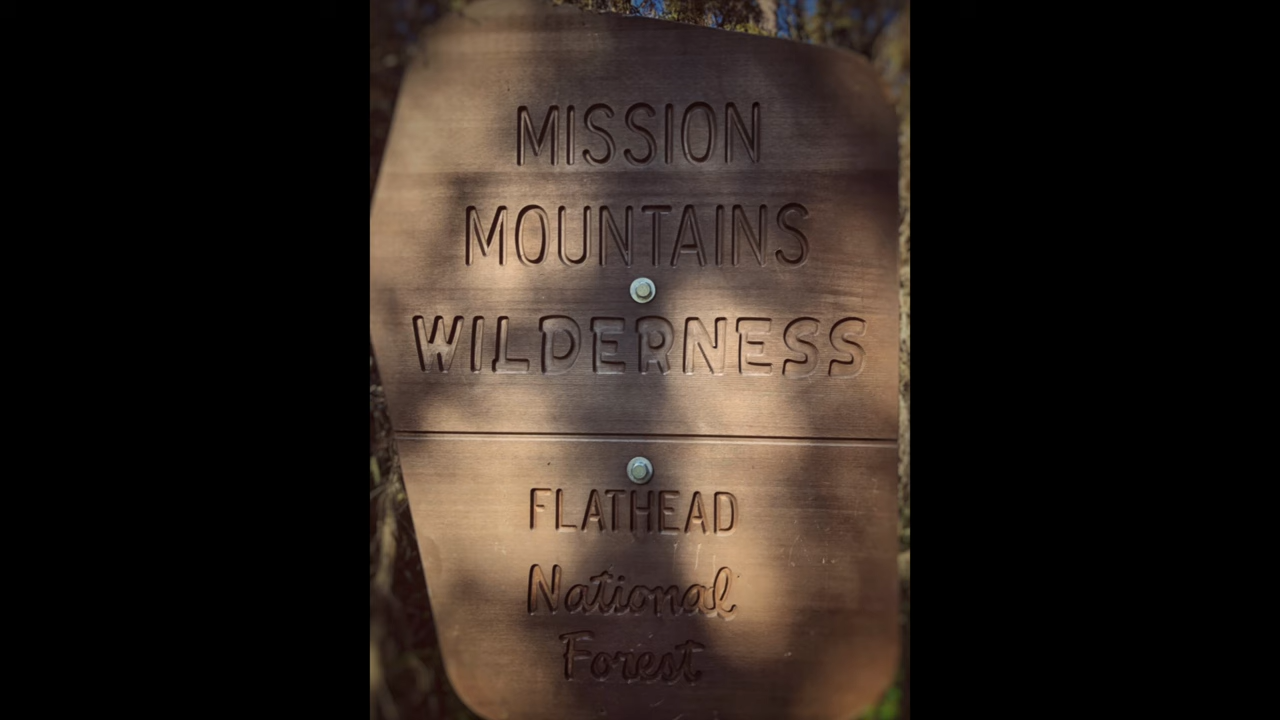 MISSION
MOUNTAINS
WILDERNESS
FLATHEAD
National
Forest